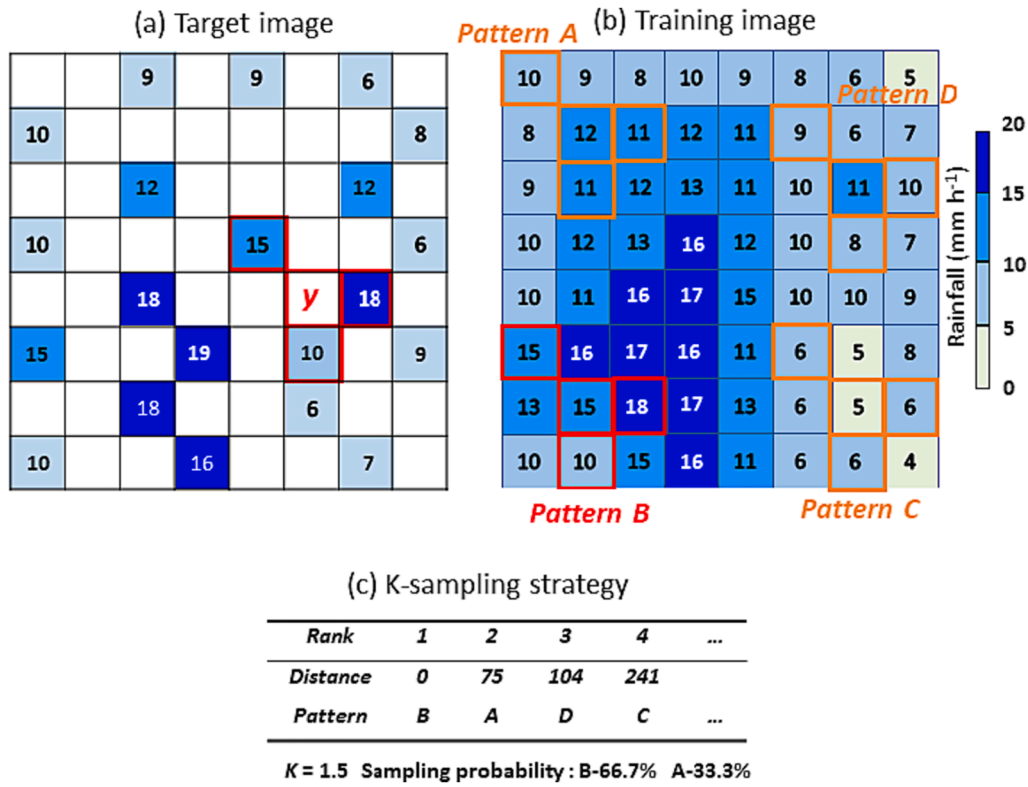 (a) Target image
(b) Training image
Pattern A
9 9 6
10 8
12 12
10 15 6
18 y 18
15 19 10 9
18 6
10 16 7
10 9 8 10 9 8 6 5
Pattern D
8 12 11 12 11 9 6 7
9 11 12 13 11 10 11 10
10 12 13 16 12 10 8 7
10 11 16 17 15 10 10 9
15 16 17 16 11 6 5 8
13 15 18 17 13 6 5 6
10 10 15 16 11 6 6 4
Pattern B
Pattern C
20
15
10
5
0
Rainfall (mm h-1)
(c) K-sampling strategy
Rank 1 2 3 4 ...
Distance 0 75 104 241
Pattern B A D C ...
K = 1.5 Sampling probability : B-66.7% A-33.3%